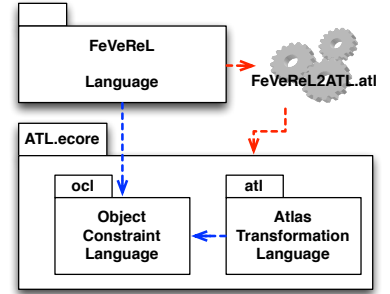 FeVeReL
Language
FeVeReL2ATL.atl
ATL.ecore
ocl
Object
Constraint
Language
atl
Atlas
Transformation
Language